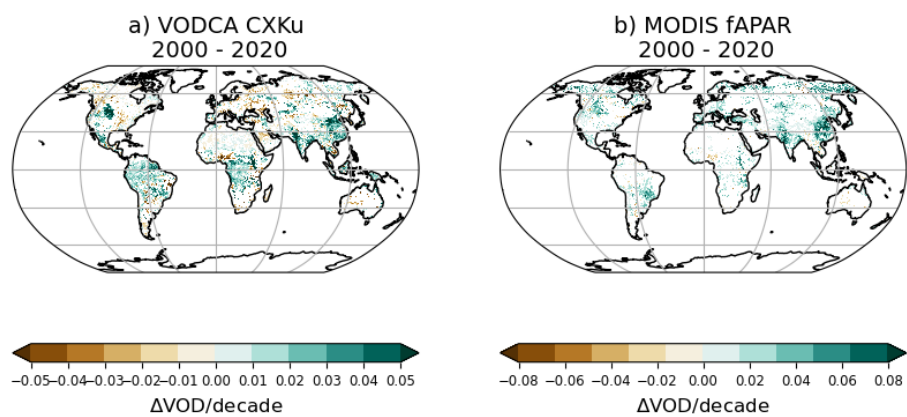 a) VODCA CXKu
2000 - 2020
−0.05−0.04−0.03−0.02−0.01 0.00 0.01 0.02 0.03 0.04 0.05
ΔVOD/decade
b) MODIS fAPAR
2000 - 2020
−0.08 −0.06 −0.04 −0.02 0.00 0.02 0.04 0.06 0.08
ΔVOD/decade